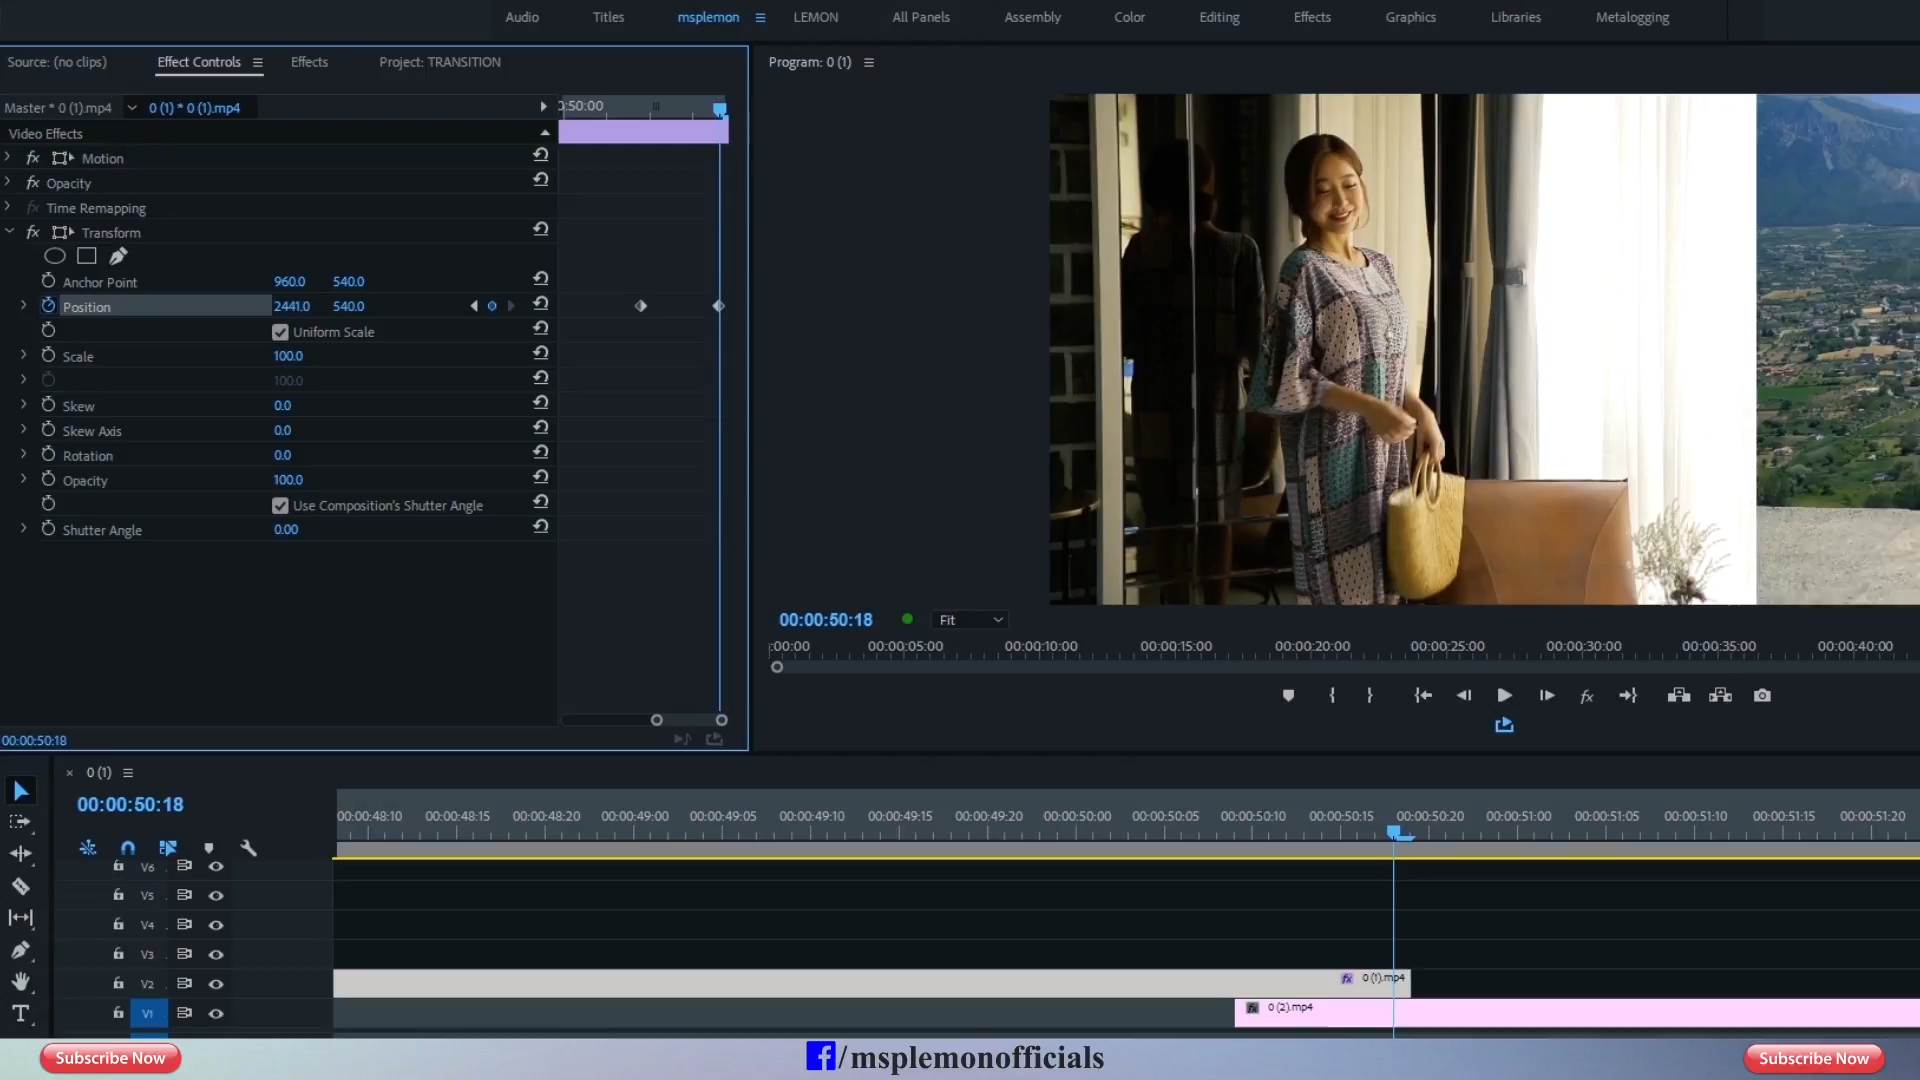 Audio Titles msplemon LEMON All Panels Assembly Color Editing Effects Graphics Libraries Metalogging
Source: (no clips) Effect Controls Effects Project: TRANSITION
Master * 0 (1).mp4 0 (1) * 0 (1).mp4
:50:00
Video Effects
fx Motion
fx Opacity
fx Time Remapping
fx Transform
Anchor Point 960.0 540.0
Position 2441.0 540.0
Uniform Scale
Scale 100.0
100.0
Skew 0.0
Skew Axis 0.0
Rotation 0.0
Opacity 100.0
Use Composition's Shutter Angle
Shutter Angle 0.00
00:00:50:18
Program: 0 (1)
00:00:50:18 Fit
:00:00 00:00:05:00 00:00:10:00 00:00:15:00 00:00:20:00 00:00:25:00 00:00:30:00 00:00:35:00 00:00:40:00
fx
× 0 (1)
00:00:50:18
00:00:48:10 00:00:48:15 00:00:48:20 00:00:49:00 00:00:49:05 00:00:49:10 00:00:49:15 00:00:49:20 00:00:50:00 00:00:50:05 00:00:50:10 00:00:50:15 00:00:50:20 00:00:51:00 00:00:51:05 00:00:51:10 00:00:51:15 00:00:51:20
V6
V5
V4
V3
V2 fx 0 (1).mp4
V1 fx 0 (2).mp4
Subscribe Now f/msplemonofficials Subscribe Now